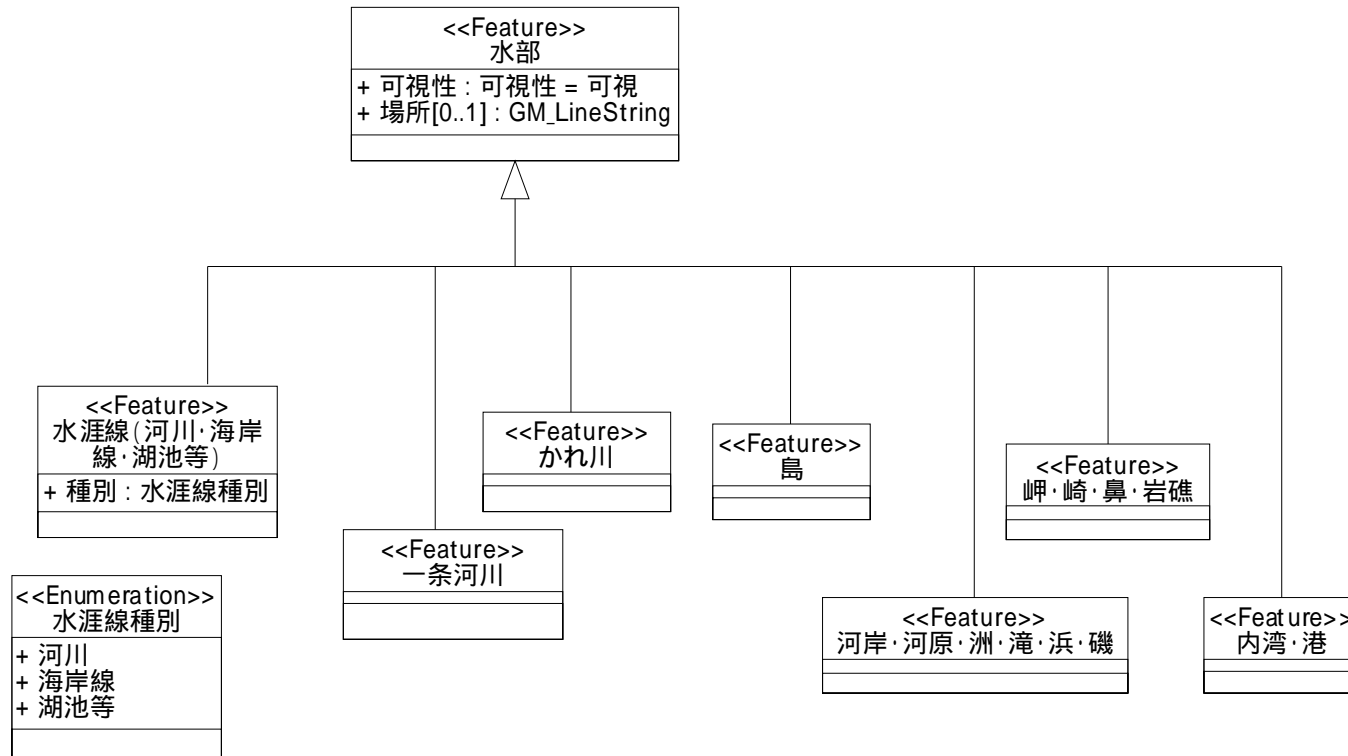 <<Feature>>
水部
+ 可視性 : 可視性 = 可視
+ 場所[0..1] : GM_LineString
<<Feature>>
水涯線(河川・海岸
線・湖池等)
+ 種別 : 水涯線種別
<<Feature>>
かれ川
<<Feature>>
島
<<Feature>>
岬・崎・鼻・岩礁
<<Feature>>
一条河川
<<Enumeration>>
水涯線種別
+ 河川
+ 海岸線
+ 湖池等
<<Feature>>
河岸・河原・洲・滝・浜・磯
<<Feature>>
内湾・港